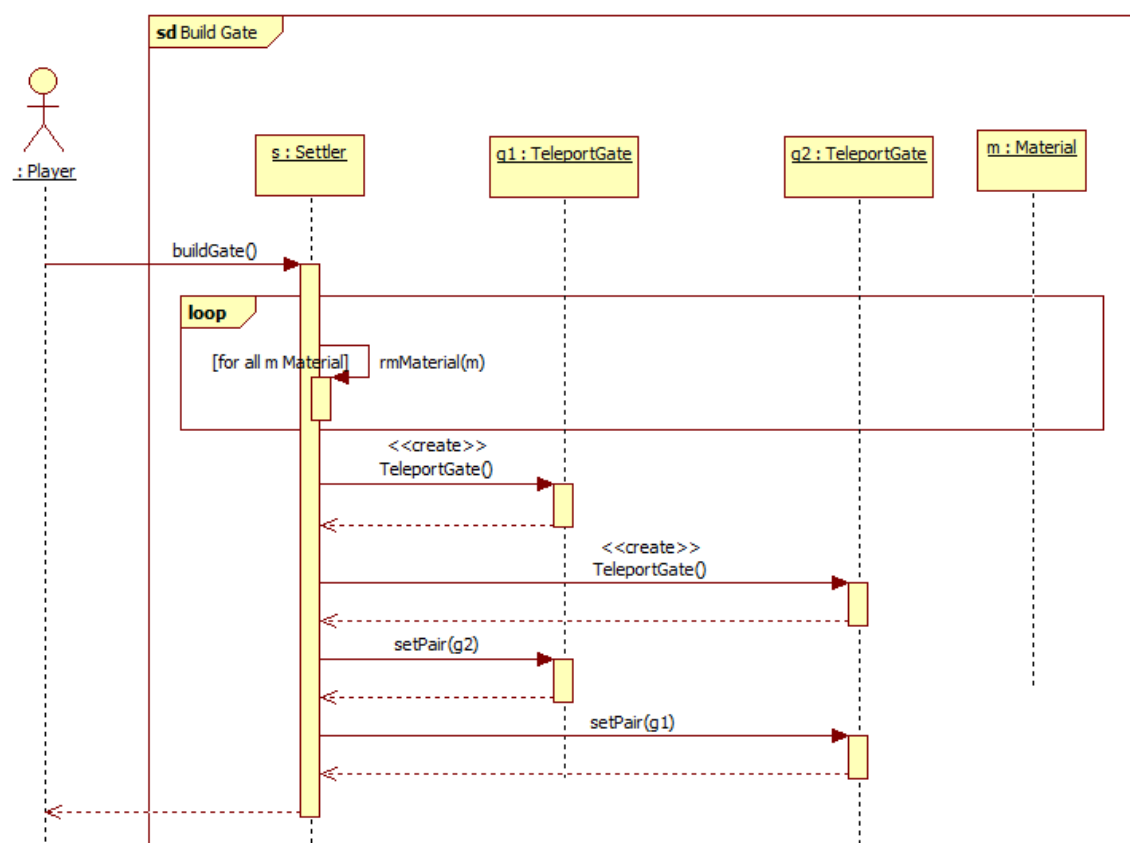 sd Build Gate
: Player
s : Settler
g1 : TeleportGate
g2 : TeleportGate
m : Material
buildGate()
loop
[for all m Material]
rmMaterial(m)
<<create>>
TeleportGate()
<<create>>
TeleportGate()
setPair(g2)
setPair(g1)